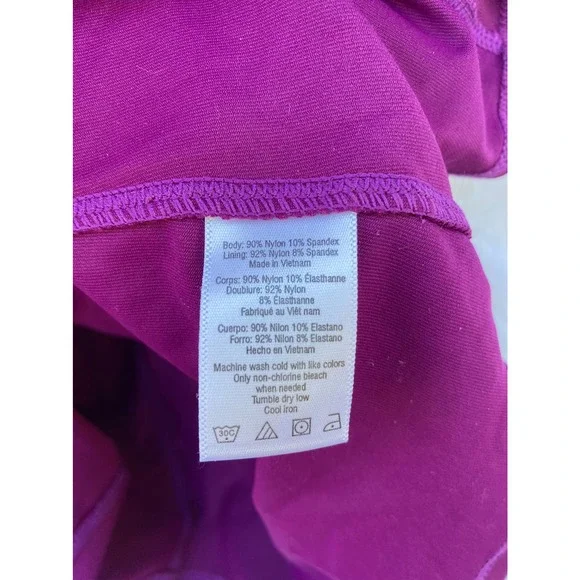 Body: 90% Nylon 10% Spandex
Lining: 92% Nylon 8% Spandex
Made in Vietnam
Corps: 90% Nylon 10% Élasthanne
Doublure: 92% Nylon
8% Élasthanne
Fabriqué au Viêt nam
Cuerpo: 90% Nilon 10% Elastano
Forro: 92% Nilon 8% Elastano
Hecho en Vietnam
Machine wash cold with like colors
Only non-chlorine bleach
when needed
Tumble dry low
Cool iron
30C